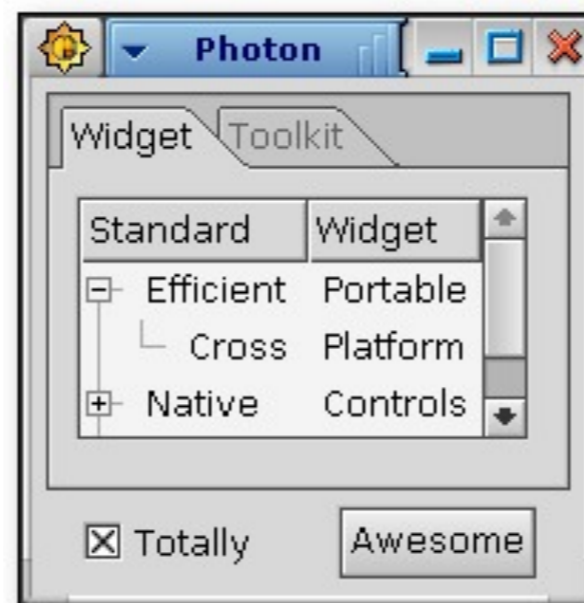 Photon
Widget Toolkit
Standard Widget
Efficient Portable
Cross Platform
Native Controls
Totally Awesome